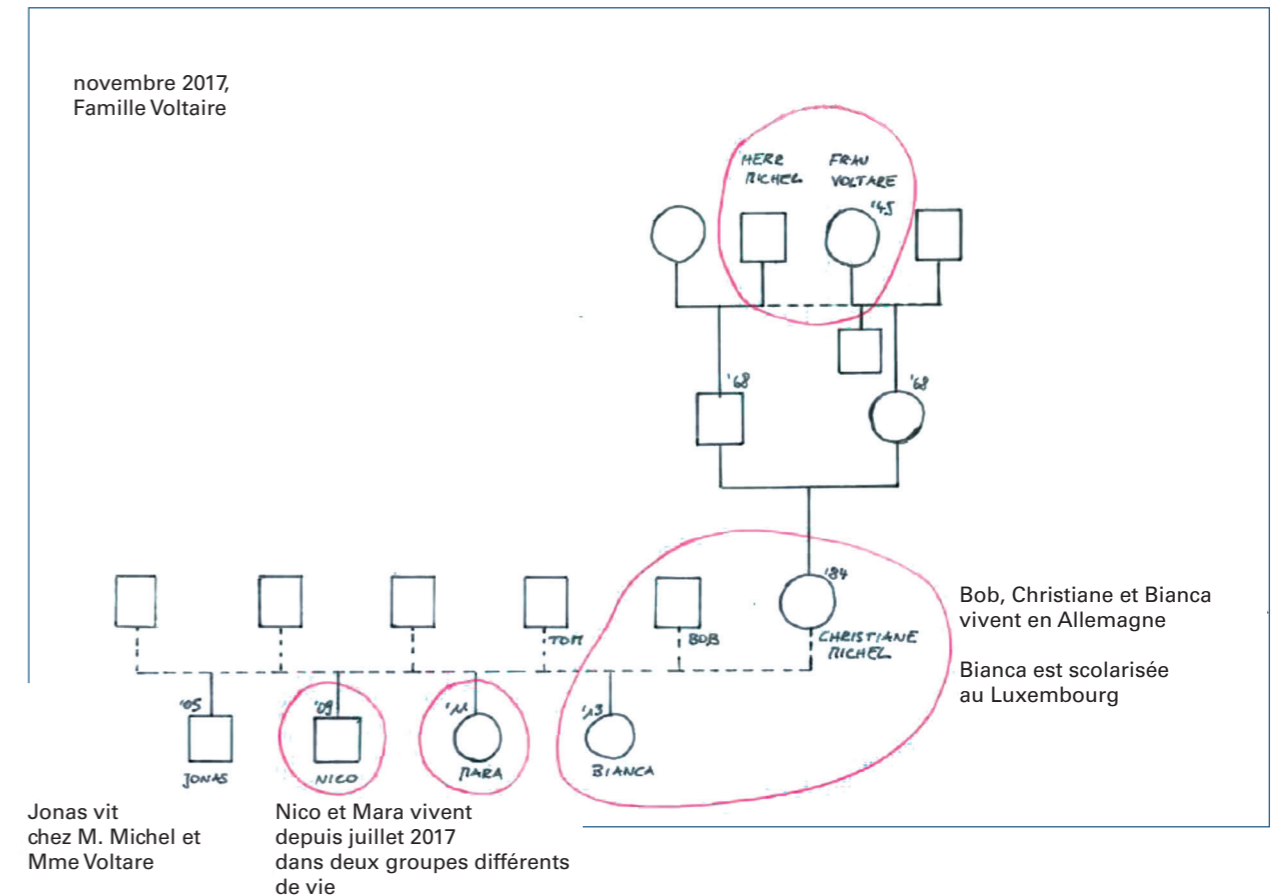 novembre 2017,
Famille Voltaire
HERR
MICHEL
FRAU
VOLTARE
'45
'68
'68
'84
CHRISTIANE
MICHEL
TOM
BOB
Bob, Christiane et Bianca
vivent en Allemagne
Bianca est scolarisée
au Luxembourg
'05
JONAS
'09
NICO
'11
MARA
'13
BIANCA
Jonas vit
chez M. Michel et
Mme Voltare
Nico et Mara vivent
depuis juillet 2017
dans deux groupes différents
de vie